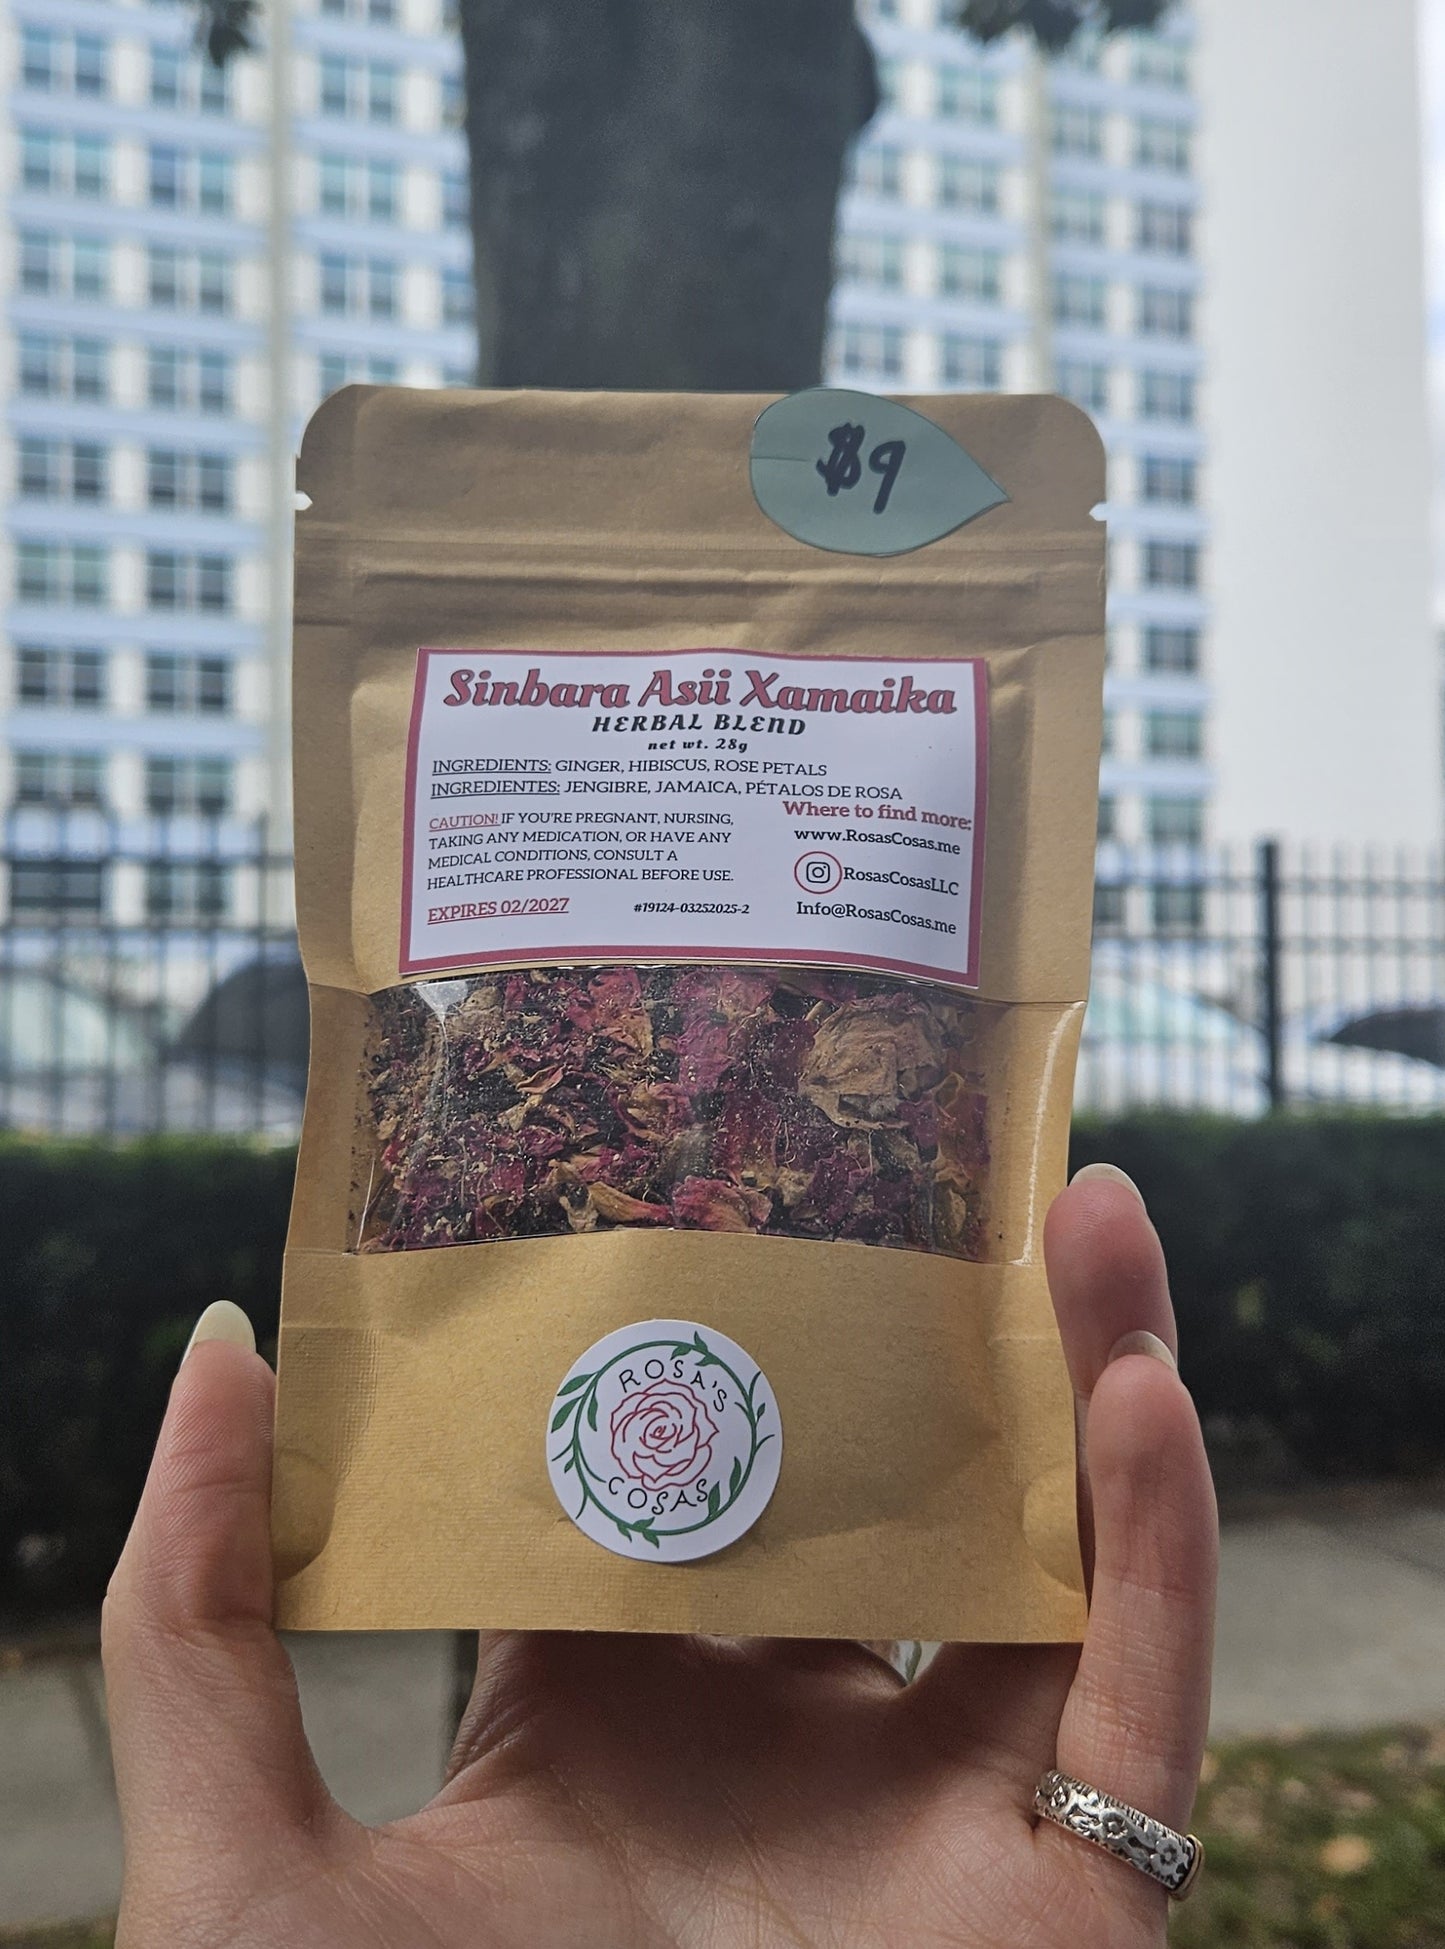 $9
Sinbara Asii Xamaika
HERBAL BLEND
net wt. 28g
INGREDIENTS: GINGER, HIBISCUS, ROSE PETALS
INGREDIENTES: JENGIBRE, JAMAICA, PÉTALOS DE ROSA
CAUTION! IF YOU'RE PREGNANT, NURSING,
TAKING ANY MEDICATION, OR HAVE ANY
MEDICAL CONDITIONS, CONSULT A
HEALTHCARE PROFESSIONAL BEFORE USE.
EXPIRES 02/2027
#19124-03252025-2
Where to find more:
www.RosasCosas.me
RosasCosasLLC
Info@RosasCosas.me
ROSA'S
COSAS